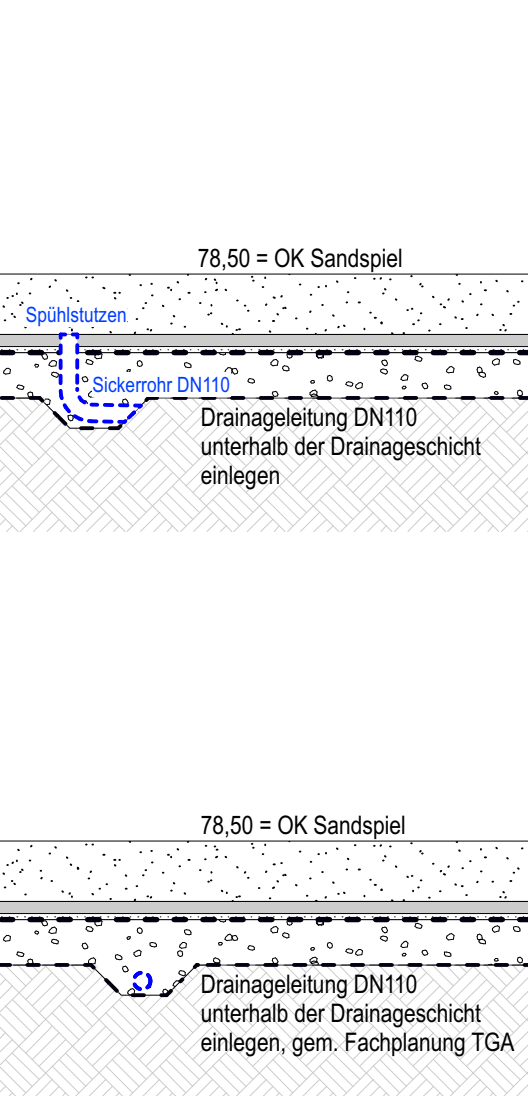 78,50 = OK Sandspiel
Spühlstutzen
Sickerrohr DN110
Drainageleitung DN110
unterhalb der Drainageschicht
einlegen
78,50 = OK Sandspiel
Drainageleitung DN110
unterhalb der Drainageschicht
einlegen, gem. Fachplanung TGA